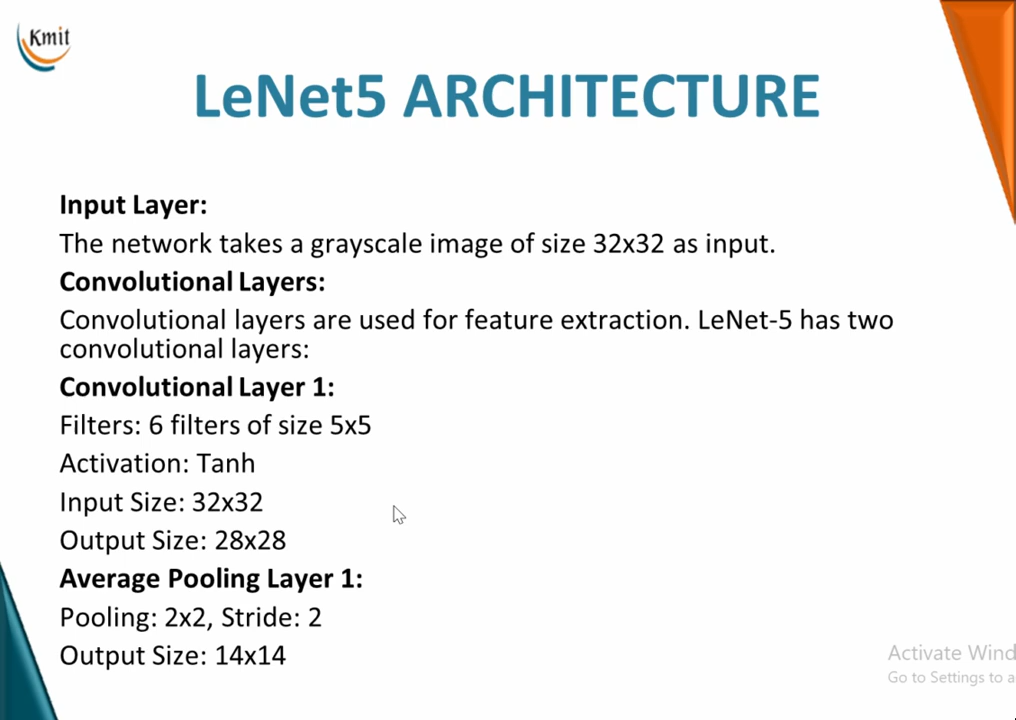 Kmit
LeNet5 ARCHITECTURE
Input Layer:
The network takes a grayscale image of size 32x32 as input.
Convolutional Layers:
Convolutional layers are used for feature extraction. LeNet-5 has two
convolutional layers:
Convolutional Layer 1:
Filters: 6 filters of size 5x5
Activation: Tanh
Input Size: 32x32
Output Size: 28x28
Average Pooling Layer 1:
Pooling: 2x2, Stride: 2
Output Size: 14x14
Activate Wind
Go to Settings to a